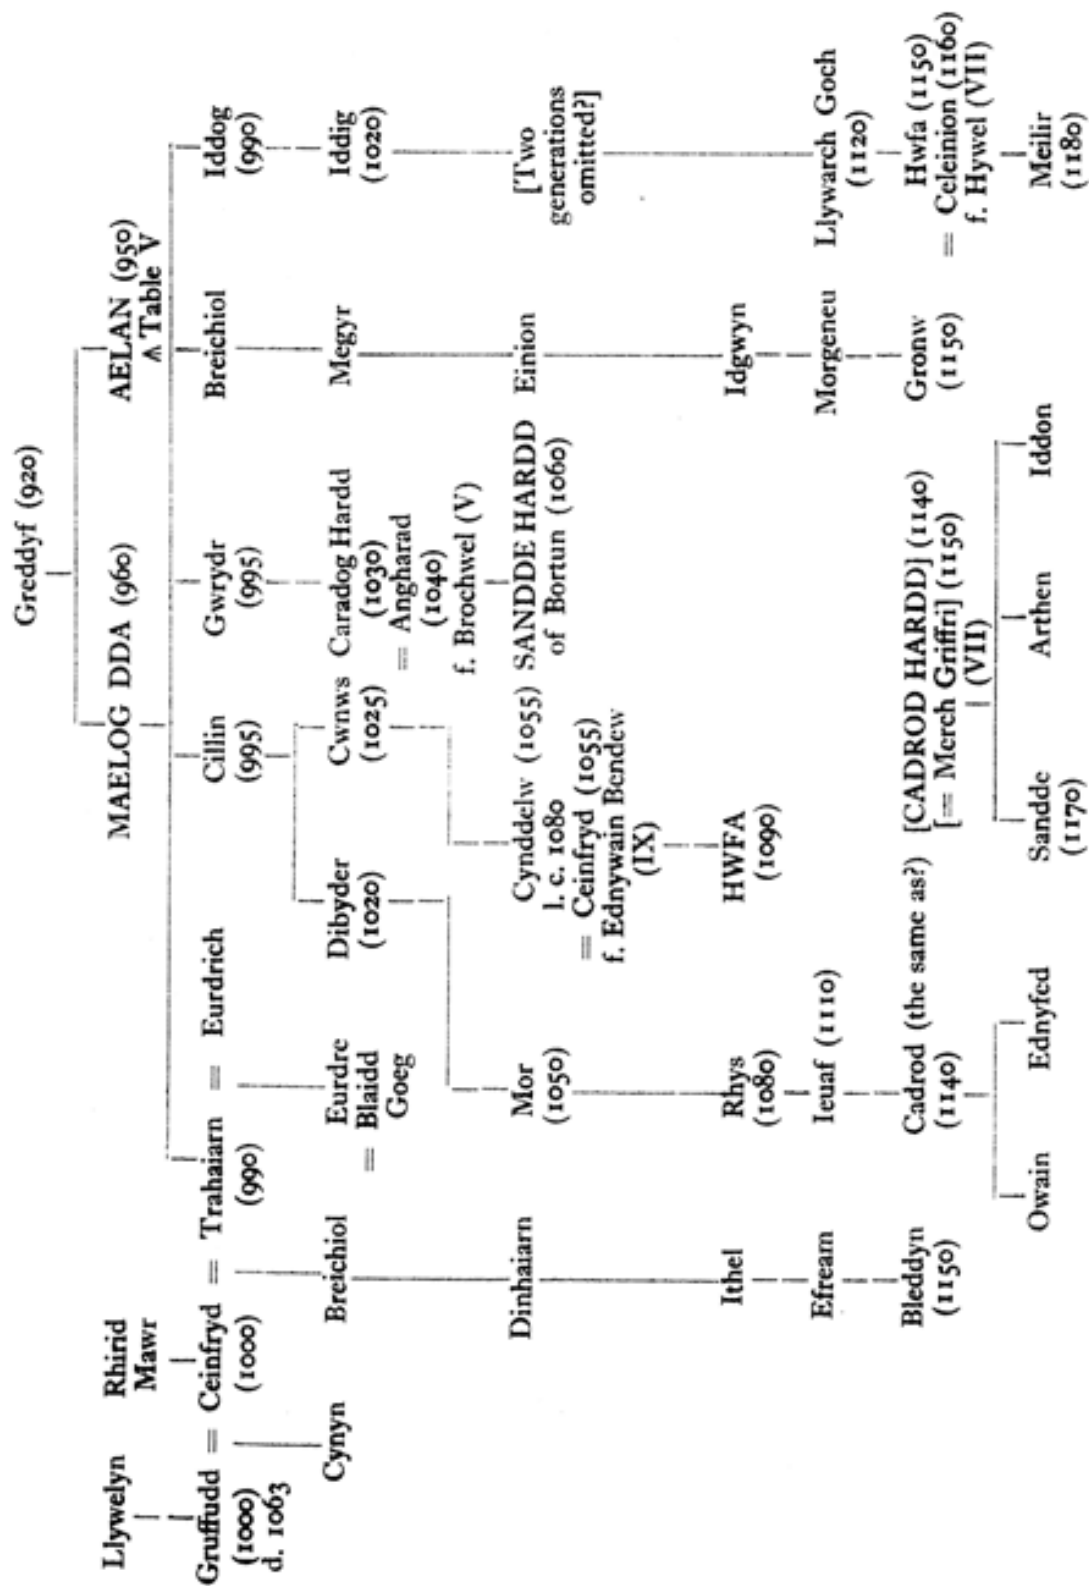 Greddyf (920)
MAELOG DDA (960)
AELAN (950)
Λ Table V
Llywelyn
Rhirid
Mawr
Gruffudd = Ceinfryd = Trahaiarn = Eurdrich
(1000)
d. 1063
(1000)
(990)
Cillin
(995)
Gwrydr
(995)
Breichiol
Iddog
(990)
Cynyn
Breichiol
Eurdre
= Blaidd
Goeg
Dibyder
(1020)
Cwnws
(1025)
Caradog Hardd
(1030)
= Angharad
(1040)
f. Brochwel (V)
Megyr
Iddig
(1020)
Dinhaiarn
Mor
(1050)
Cynddelw (1055)
l. c. 1080
= Ceinfryd (1055)
f. Ednywain Bendew
(IX)
SANDDE HARDD
of Bortun (1060)
Einion
[Two
generations
omitted?]
Ithel
Rhys
(1080)
HWFA
(1090)
Idgwyn
Efream
Ieuaf (1110)
Morgeneu
Llywarch Goch
(1120)
Bleddyn
(1150)
Cadrod (the same as?)
(1140)
[CADROD HARDD] (1140)
[= Merch Griffri] (1150)
(VII)
Gronw
(1150)
Hwfa (1150)
= Celeinion (1160)
f. Hywel (VII)
Owain
Ednyfed
Sandde
(1170)
Arthen
Iddon
Meilir
(1180)